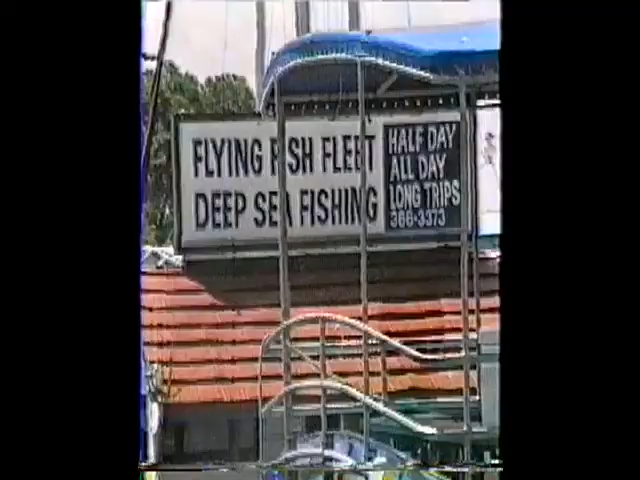 FLYING FISH FLEET
DEEP SEA FISHING
HALF DAY
ALL DAY
LONG TRIPS
366-3373